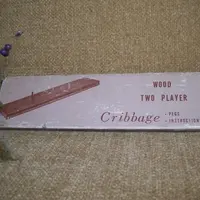 WOOD
TWO PLAYER
Cribbage - PEGS
- INSTRUCTIONS